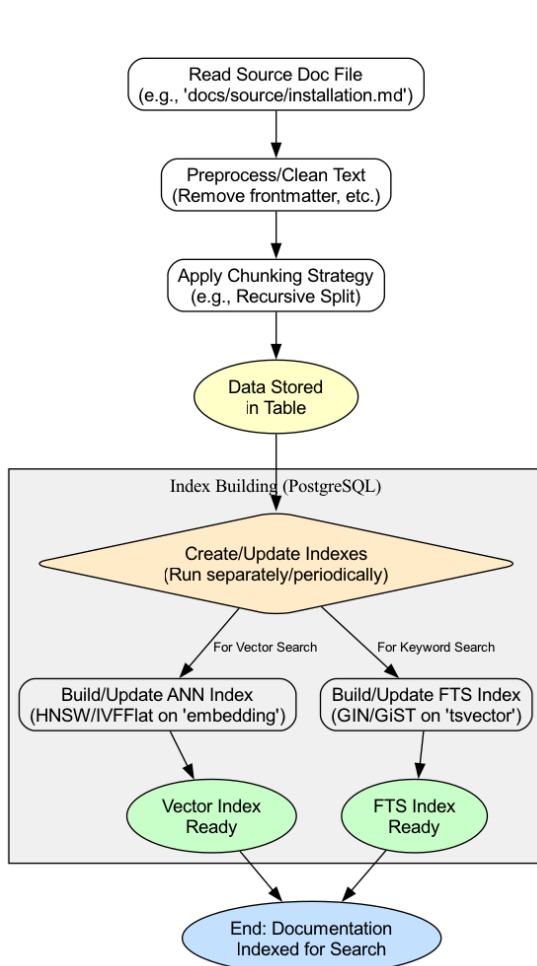 Read Source Doc File
(e.g., 'docs/source/installation.md')
Preprocess/Clean Text
(Remove frontmatter, etc.)
Apply Chunking Strategy
(e.g., Recursive Split)
Data Stored
in Table
Index Building (PostgreSQL)
Create/Update Indexes
(Run separately/periodically)
For Vector Search
For Keyword Search
Build/Update ANN Index
(HNSW/IVFFlat on 'embedding')
Build/Update FTS Index
(GIN/GiST on 'tsvector')
Vector Index
Ready
FTS Index
Ready
End: Documentation
Indexed for Search